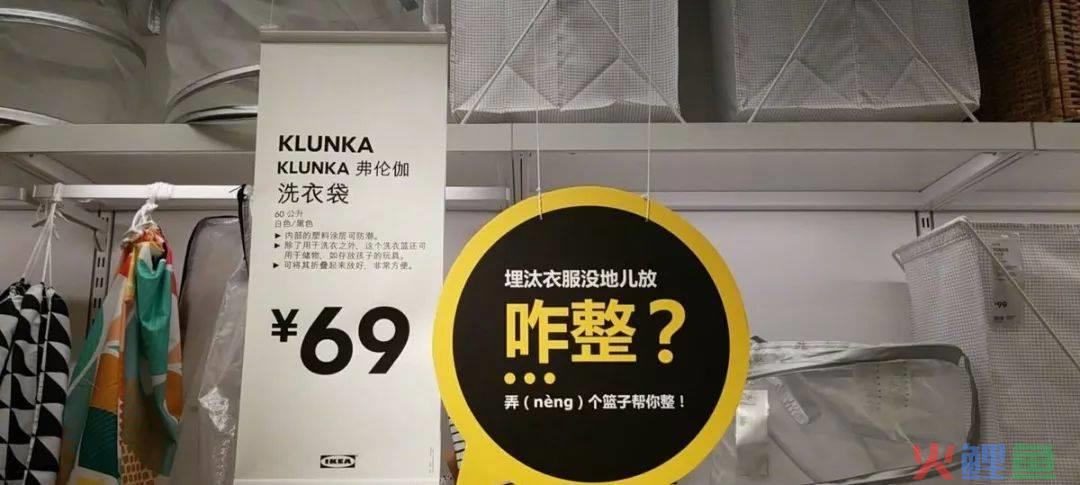 KLUNKA
KLUNKA 弗伦伽
洗衣袋
60 公升
白色/黑色
▶ 内部的塑料涂层可防潮。
▶ 除了用于洗衣之外，这个洗衣篮还可
用于储物，如存放孩子的玩具。
▶ 可将其折叠起来放好，非常方便。
¥69
IKEA
埋汰衣服没地儿放
咋整？
弄（nèng）个篮子帮你整！
¥99
火鲤鱼